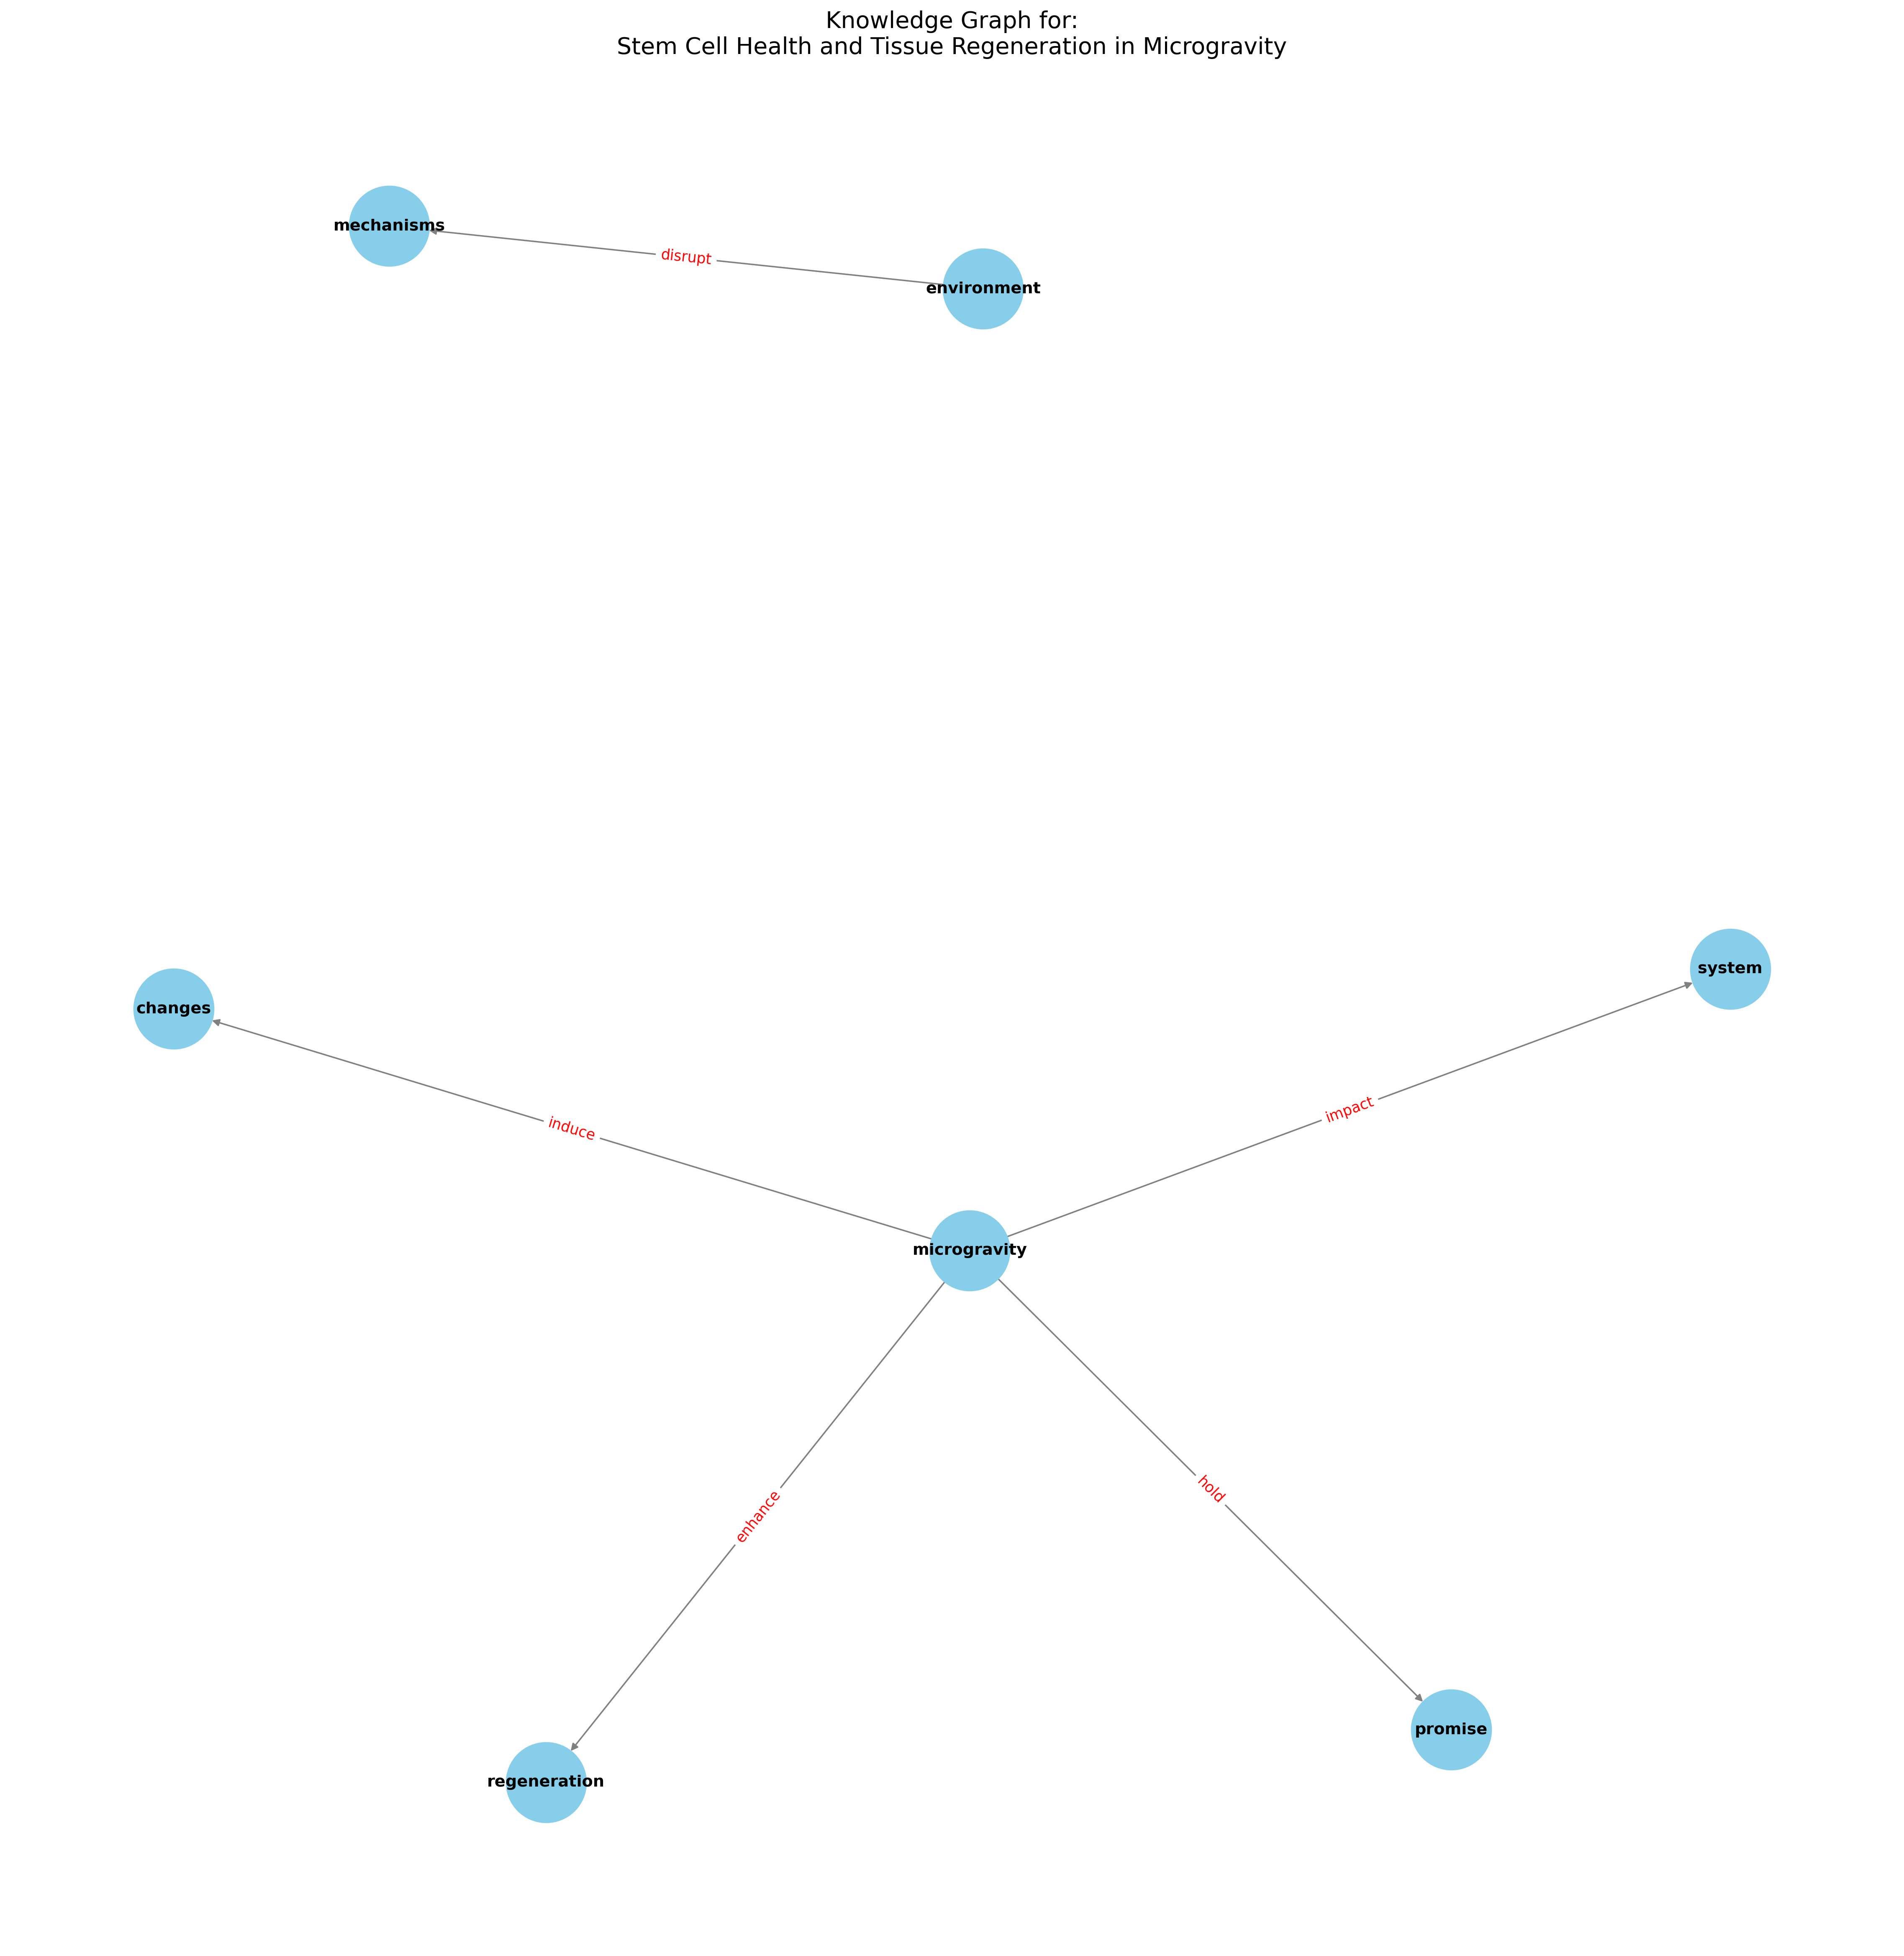 Knowledge Graph for:
Stem Cell Health and Tissue Regeneration in Microgravity
mechanisms
disrupt
environment
system
changes
impact
induce
microgravity
hold
enhance
promise
regeneration